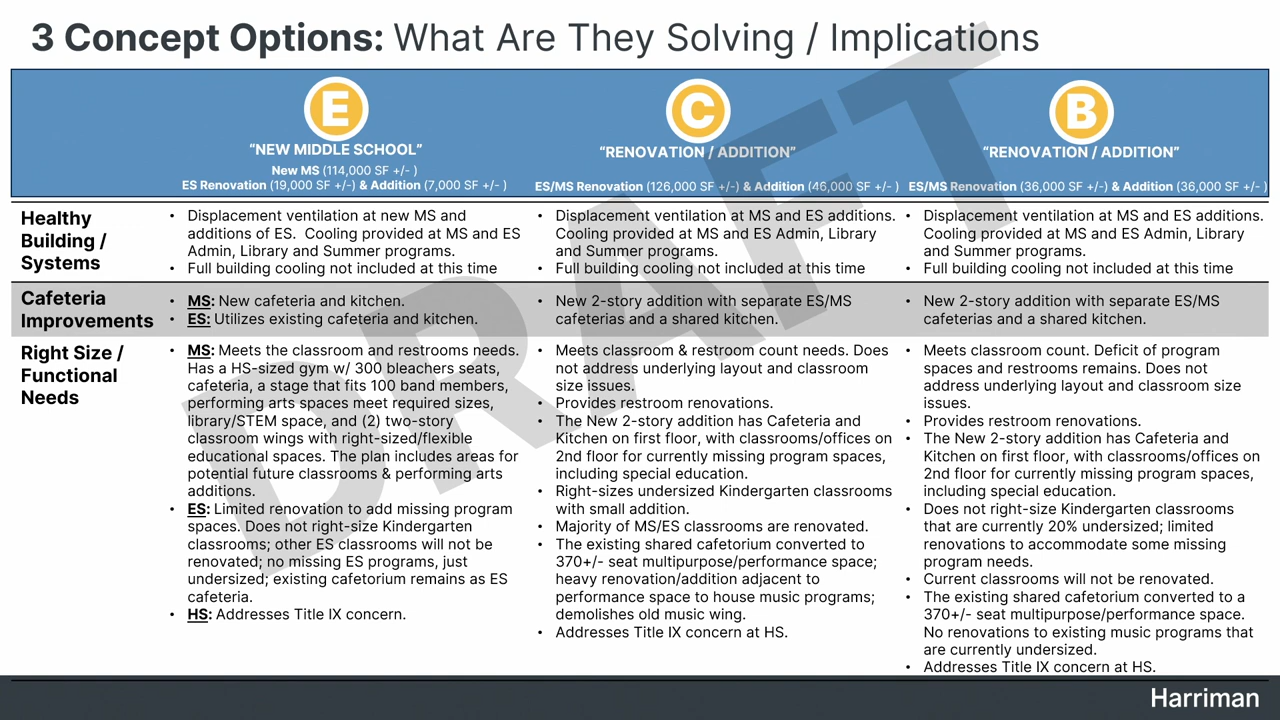 3 Concept Options: What Are They Solving / Implications
E
"NEW MIDDLE SCHOOL"
New MS (114,000 SF +/- )
ES Renovation (19,000 SF +/-) & Addition (7,000 SF +/- )
C
"RENOVATION / ADDITION"
ES/MS Renovation (126,000 SF +/-) & Addition (46,000 SF +/- )
B
"RENOVATION / ADDITION"
ES/MS Renovation (36,000 SF +/-) & Addition (36,000 SF +/- )
Healthy
Building /
Systems
• Displacement ventilation at new MS and
additions of ES.  Cooling provided at MS and ES
Admin, Library and Summer programs.
• Full building cooling not included at this time
• Displacement ventilation at MS and ES additions.
Cooling provided at MS and ES Admin, Library
and Summer programs.
• Full building cooling not included at this time
• Displacement ventilation at MS and ES additions.
Cooling provided at MS and ES Admin, Library
and Summer programs.
• Full building cooling not included at this time
Cafeteria
Improvements
• MS: New cafeteria and kitchen.
• ES: Utilizes existing cafeteria and kitchen.
• New 2-story addition with separate ES/MS
cafeterias and a shared kitchen.
• New 2-story addition with separate ES/MS
cafeterias and a shared kitchen.
Right Size /
Functional
Needs
• MS: Meets the classroom and restrooms needs.
Has a HS-sized gym w/ 300 bleachers seats,
cafeteria, a stage that fits 100 band members,
performing arts spaces meet required sizes,
library/STEM space, and (2) two-story
classroom wings with right-sized/flexible
educational spaces. The plan includes areas for
potential future classrooms & performing arts
additions.
• ES: Limited renovation to add missing program
spaces. Does not right-size Kindergarten
classrooms; other ES classrooms will not be
renovated; no missing ES programs, just
undersized; existing cafetorium remains as ES
cafeteria.
• HS: Addresses Title IX concern.
• Meets classroom & restroom count needs. Does
not address underlying layout and classroom
size issues.
• Provides restroom renovations.
• The New 2-story addition has Cafeteria and
Kitchen on first floor, with classrooms/offices on
2nd floor for currently missing program spaces,
including special education.
• Right-sizes undersized Kindergarten classrooms
with small addition.
• Majority of MS/ES classrooms are renovated.
• The existing shared cafetorium converted to
370+/- seat multipurpose/performance space;
heavy renovation/addition adjacent to
performance space to house music programs;
demolishes old music wing.
• Addresses Title IX concern at HS.
• Meets classroom count. Deficit of program
spaces and restrooms remains. Does not
address underlying layout and classroom size
issues.
• Provides restroom renovations.
• The New 2-story addition has Cafeteria and
Kitchen on first floor, with classrooms/offices on
2nd floor for currently missing program spaces,
including special education.
• Does not right-size Kindergarten classrooms
that are currently 20% undersized; limited
renovations to accommodate some missing
program needs.
• Current classrooms will not be renovated.
• The existing shared cafetorium converted to a
370+/- seat multipurpose/performance space.
No renovations to existing music programs that
are currently undersized.
• Addresses Title IX concern at HS.
DRAFT
Harriman